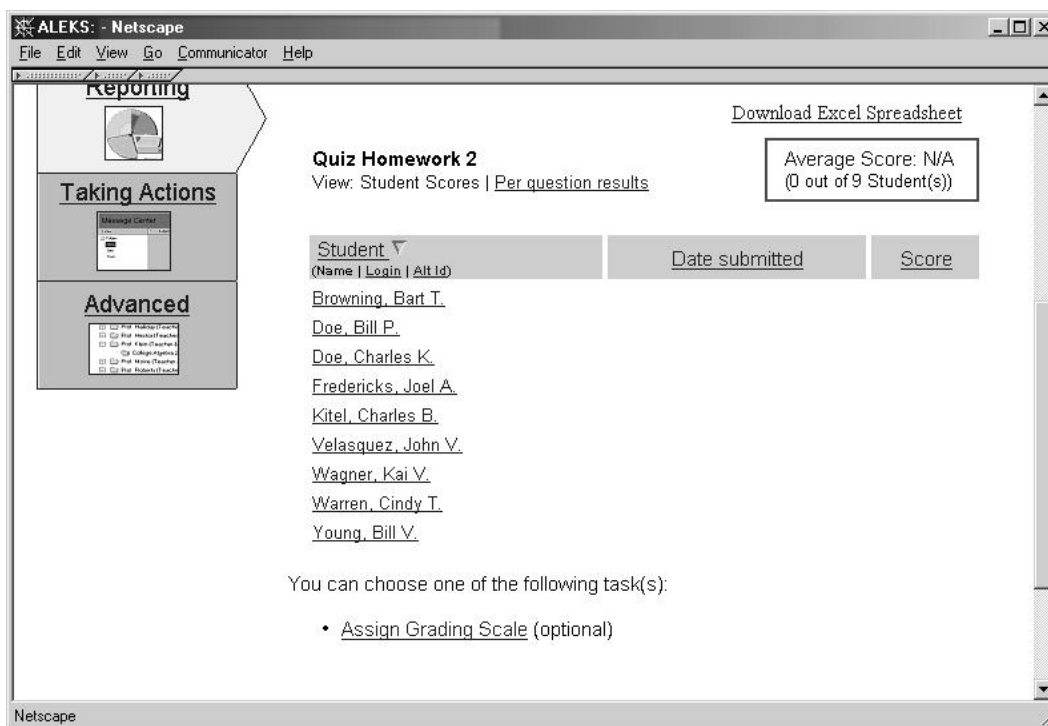 ALEKS: - Netscape
File Edit View Go Communicator Help
Reporting
Taking Actions
Message Center
Advanced
Download Excel Spreadsheet
Quiz Homework 2
View: Student Scores | Per question results
Average Score: N/A
(0 out of 9 Student(s))
Student
(Name | Login | Alt Id)
Date submitted
Score
Browning, Bart T.
Doe, Bill P.
Doe, Charles K.
Fredericks, Joel A.
Kitel, Charles B.
Velasquez, John V.
Wagner, Kai V.
Warren, Cindy T.
Young, Bill V.
You can choose one of the following task(s):
• Assign Grading Scale (optional)
Netscape